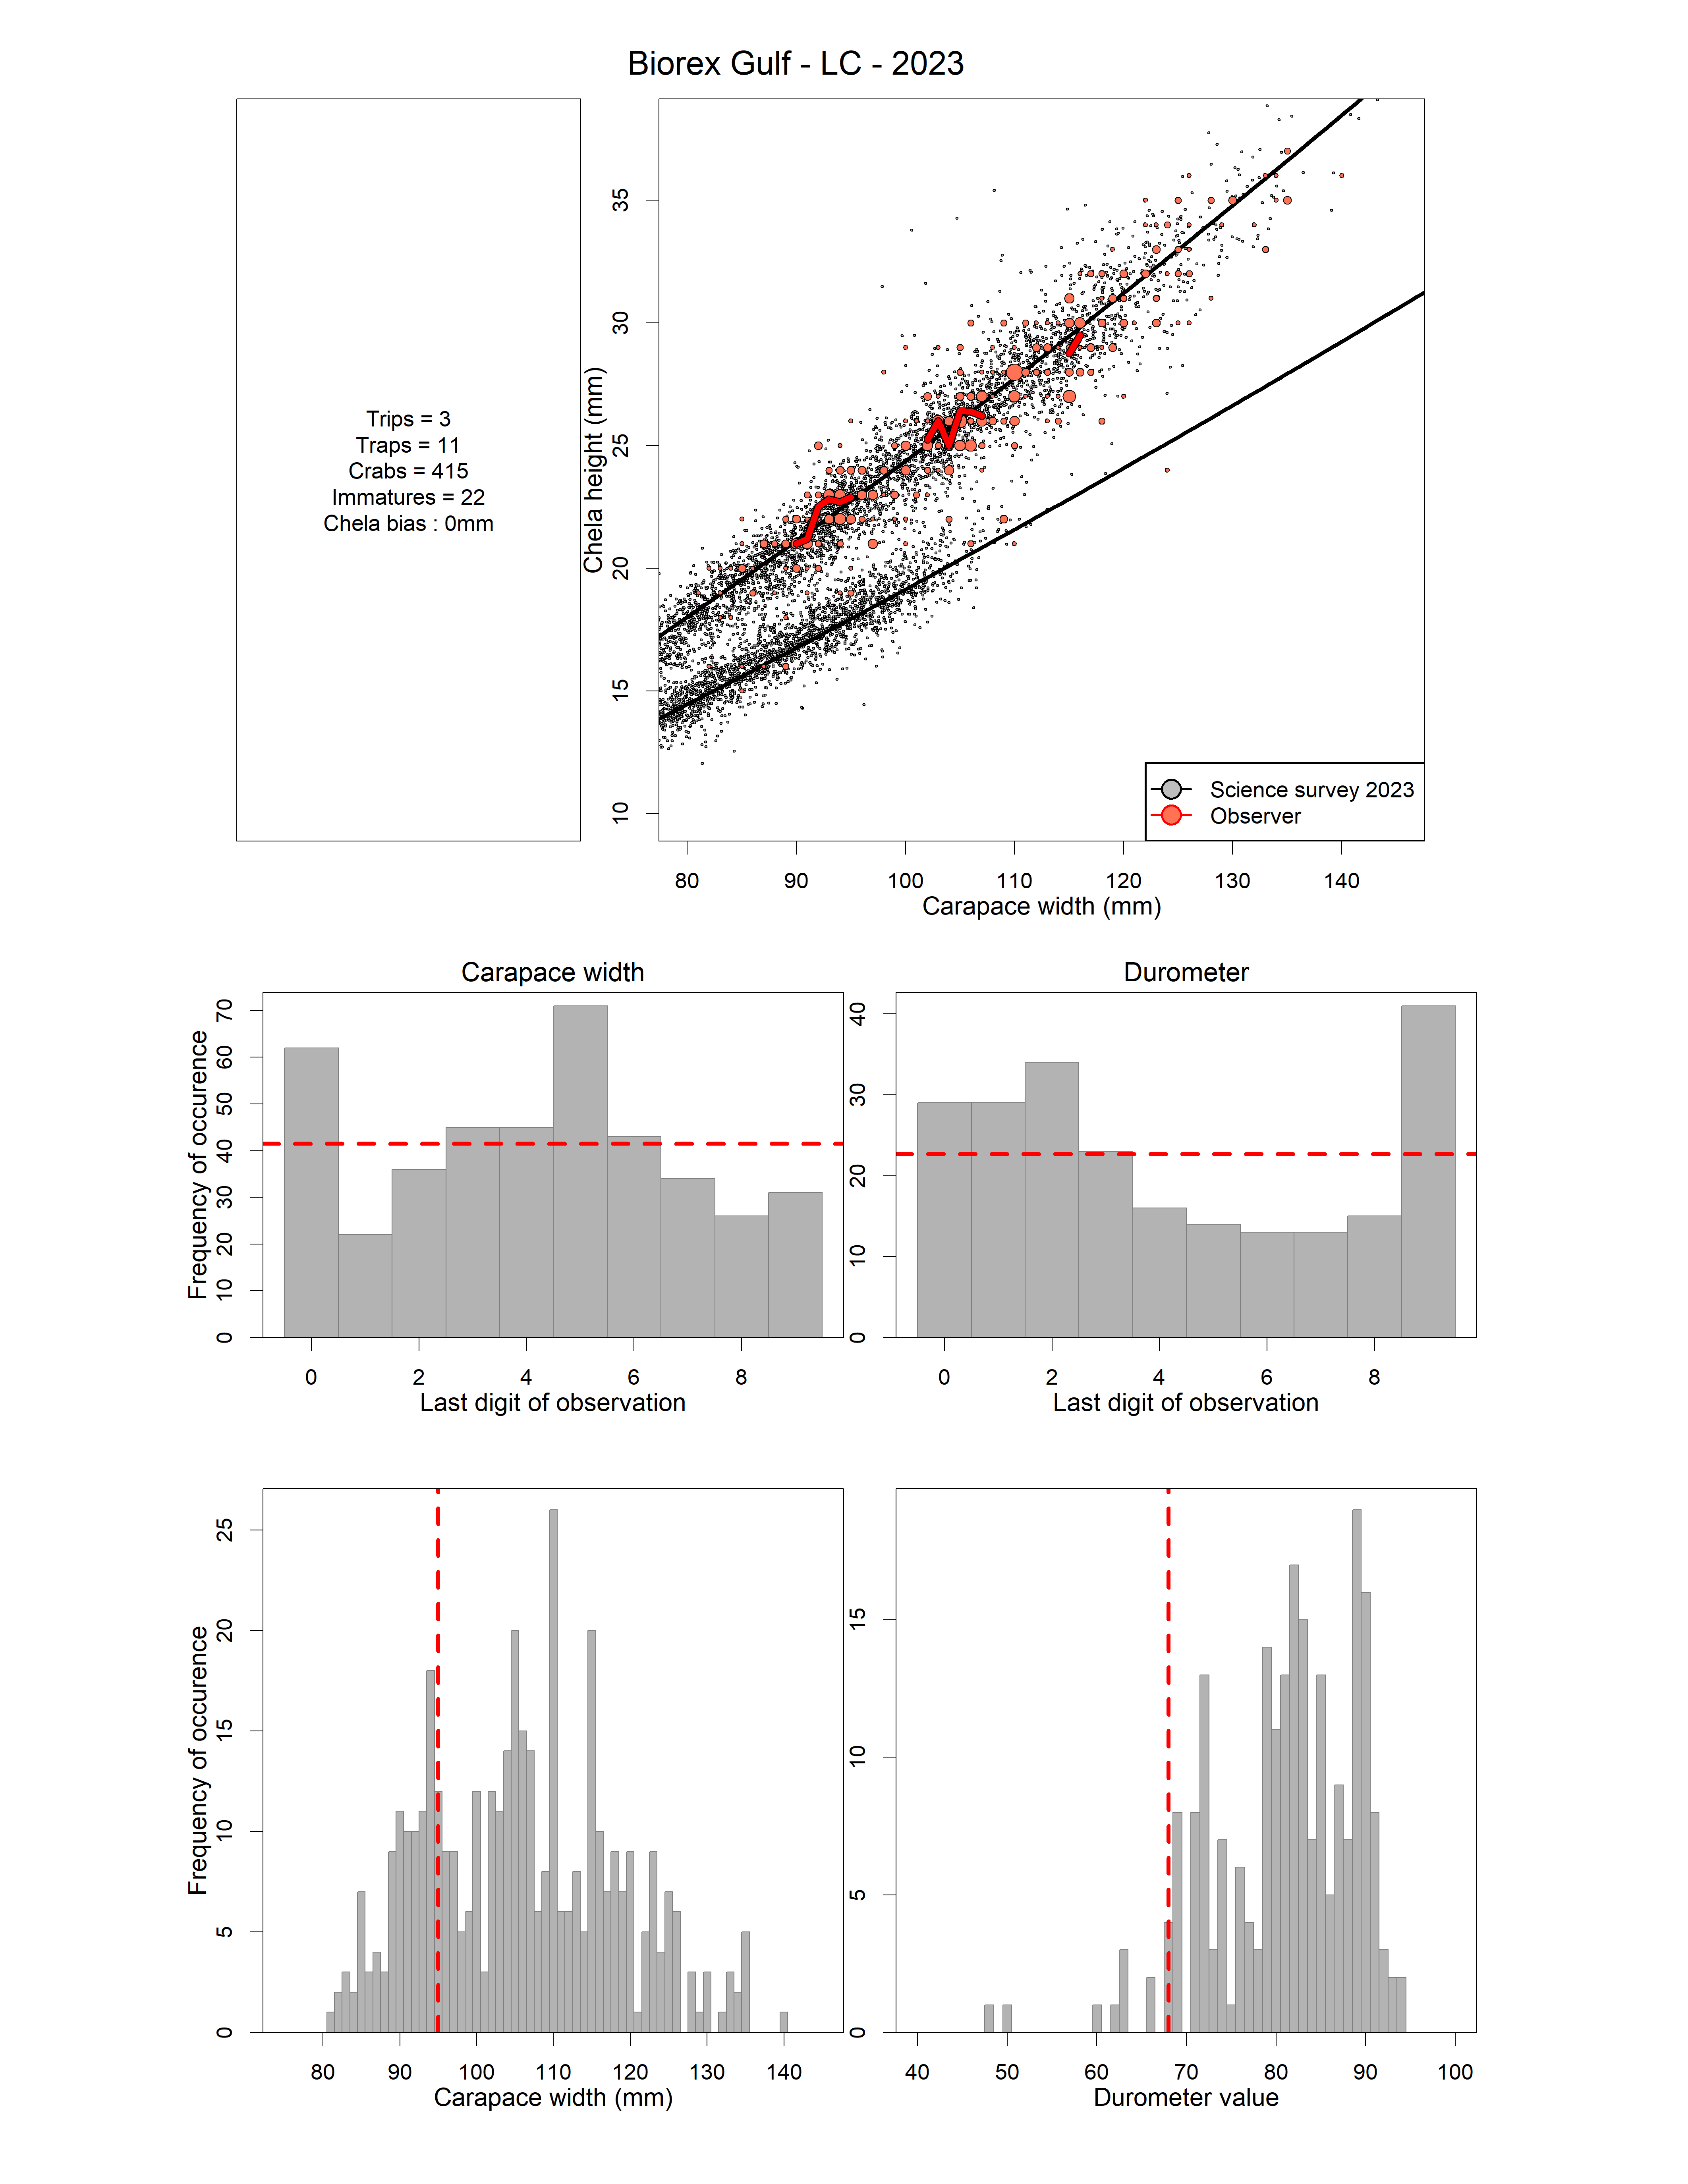 Biorex Gulf - LC - 2023
Trips = 3
Traps = 11
Crabs = 415
Immatures = 22
Chela bias : 0mm
Chela height (mm)
35
30
25
20
15
10
Science survey 2023
Observer
80 90 100 110 120 130 140
Carapace width (mm)
Carapace width
Frequency of occurence
70
60
50
40
30
20
10
0
0 2 4 6 8
Last digit of observation
Durometer
40
30
20
10
0
0 2 4 6 8
Last digit of observation
Frequency of occurence
25
20
15
10
5
0
80 90 100 110 120 130 140
Carapace width (mm)
15
10
5
0
40 50 60 70 80 90 100
Durometer value